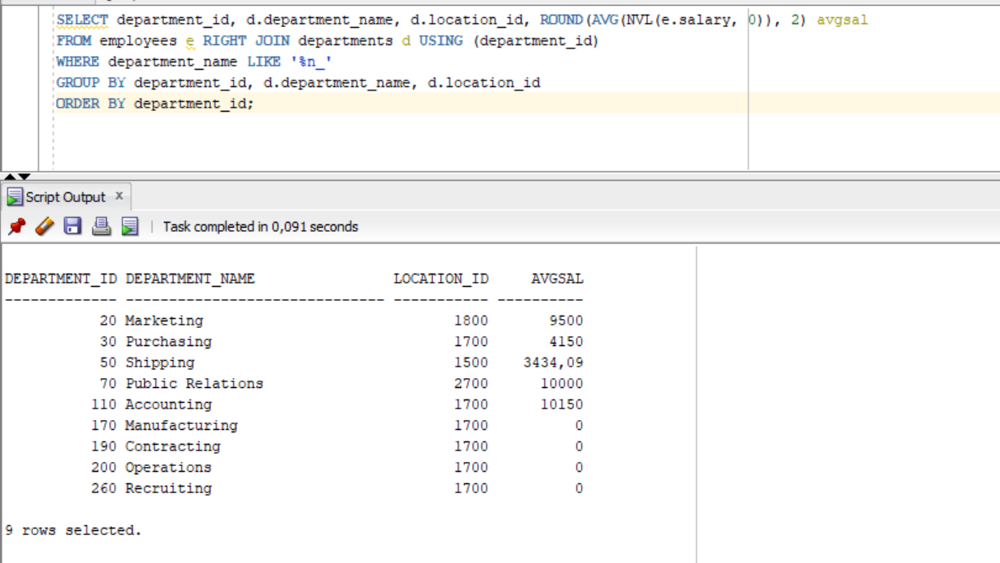 SELECT department_id, d.department_name, d.location_id, ROUND(AVG(NVL(e.salary, 0)), 2) avgsal
FROM employees e RIGHT JOIN departments d USING (department_id)
WHERE department_name LIKE '%n_'
GROUP BY department_id, d.department_name, d.location_id
ORDER BY department_id;
Script Output x
Task completed in 0,091 seconds
DEPARTMENT_ID DEPARTMENT_NAME LOCATION_ID AVGSAL
------------- ------------------------------ ----------- ----------
20 Marketing 1800 9500
30 Purchasing 1700 4150
50 Shipping 1500 3434,09
70 Public Relations 2700 10000
110 Accounting 1700 10150
170 Manufacturing 1700 0
190 Contracting 1700 0
200 Operations 1700 0
260 Recruiting 1700 0
9 rows selected.